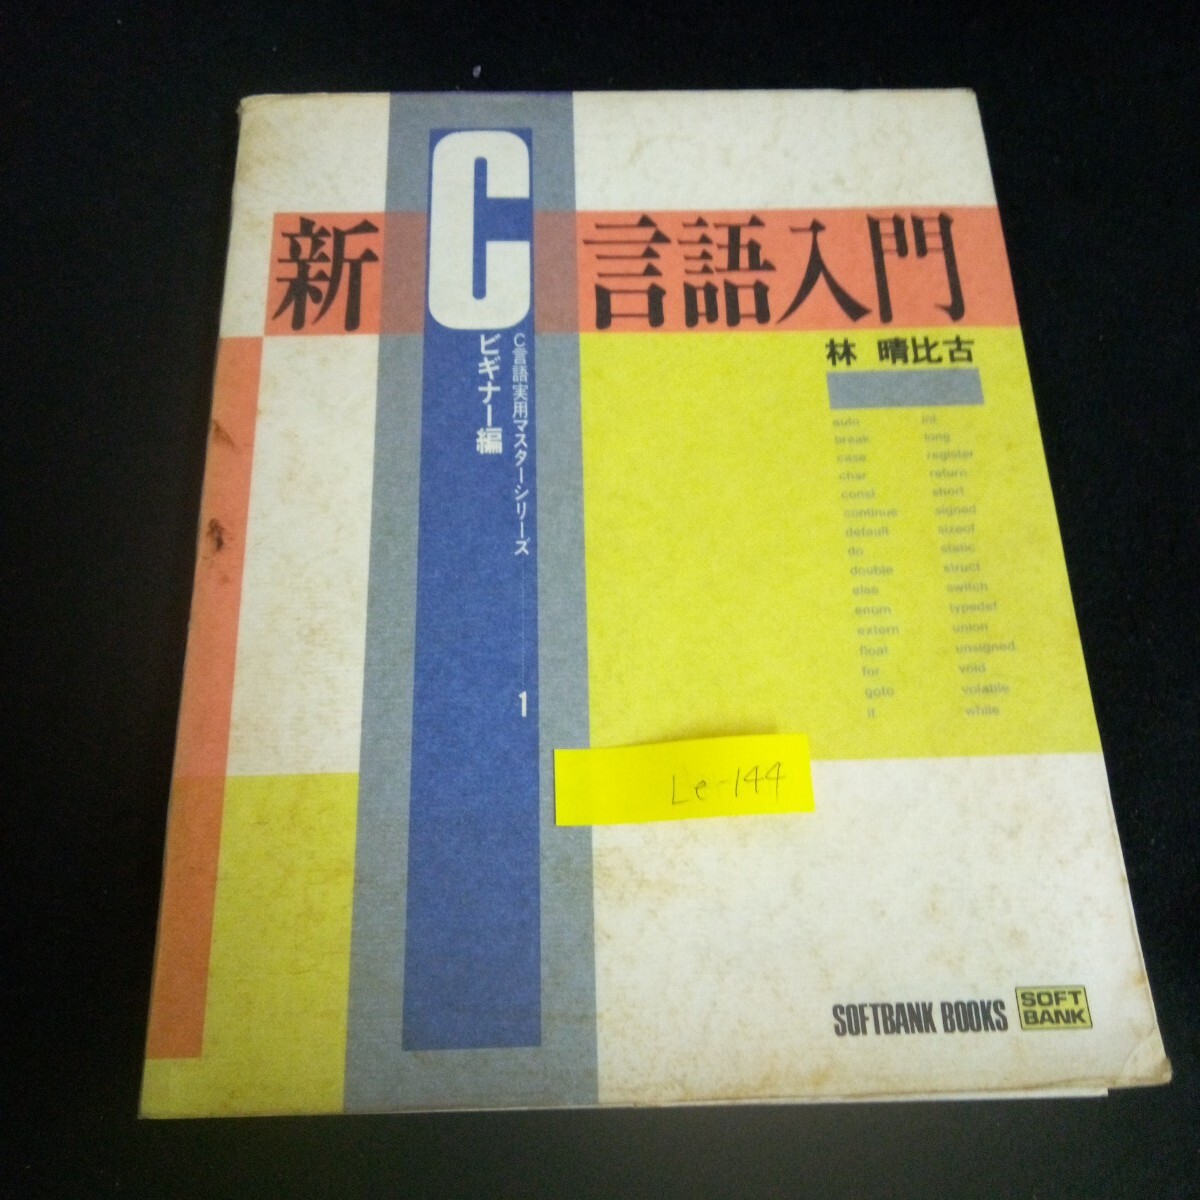 新C言語入門
C言語実用マスターシリーズ 1
ビギナー編
林 晴比古
auto int
break long
case register
char return
const short
continue signed
default sizeof
do static
double struct
else switch
enum typedef
extern union
float unsigned
for void
goto volatile
if while
Le-144
SOFTBANK BOOKS
SOFT
BANK